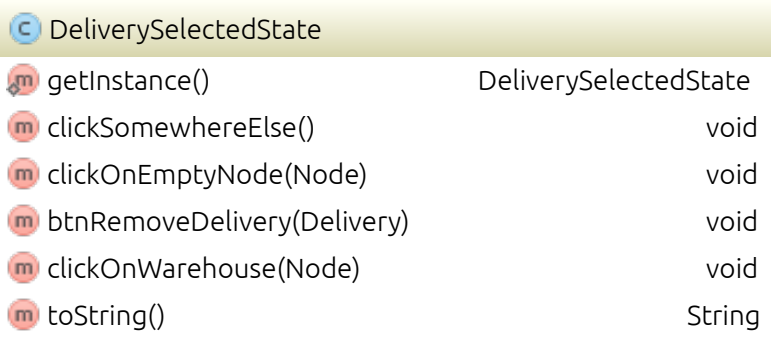 C DeliverySelectedState
m getInstance() DeliverySelectedState
m clickSomewhereElse() void
m clickOnEmptyNode(Node) void
m btnRemoveDelivery(Delivery) void
m clickOnWarehouse(Node) void
m toString() String